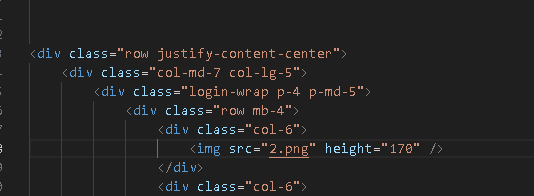 <div class="row justify-content-center">
<div class="col-md-7 col-lg-5">
<div class="login-wrap p-4 p-md-5">
<div class="row mb-4">
<div class="col-6">
<img src="2.png" height="170" />
</div>
<div class="col-6">